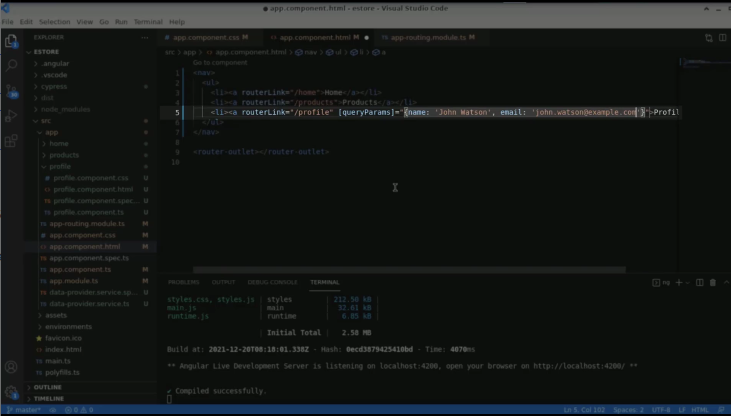 app.component.html - estore - Visual Studio Code
File Edit Selection View Go Run Terminal Help
EXPLORER
ESTORE
.angular
.vscode
cypress
dist
node_modules
src
app
home
products
profile
profile.component.css U
profile.component.html U
profile.component.spec... U
profile.component.ts U
app-routing.module.ts M
app.component.css M
app.component.html M
app.component.spec.ts
app.component.ts M
app.module.ts M
data-provider.service.sp... U
data-provider.service.ts U
assets
environments
favicon.ico
index.html
main.ts
polyfills.ts
OUTLINE
TIMELINE
app.component.css M app.component.html M app-routing.module.ts M
src > app > app.component.html > nav > ul > li > a
Go to component
1 <nav>
2 <ul>
3 <li><a routerLink="/home">Home</a></li>
4 <li><a routerLink="/products">Products</a></li>
5 <li><a routerLink="/profile" [queryParams]="{name: 'John Watson', email: 'john.watson@example.com'}">Profil
6 </ul>
7 </nav>
8
9 <router-outlet></router-outlet>
10
PROBLEMS OUTPUT DEBUG CONSOLE TERMINAL
ng
styles.css, styles.js | styles | 212.50 kB |
main.js | main | 32.61 kB |
runtime.js | runtime | 6.85 kB |
| Initial Total | 2.58 MB
Build at: 2021-12-20T08:18:01.338Z - Hash: 0ecd3879425410bd - Time: 4070ms
** Angular Live Development Server is listening on localhost:4200, open your browser on http://localhost:4200/ **
✔ Compiled successfully.
master* 0 0 Ln 5, Col 103 Spaces: 2 UTF-8 LF HTML